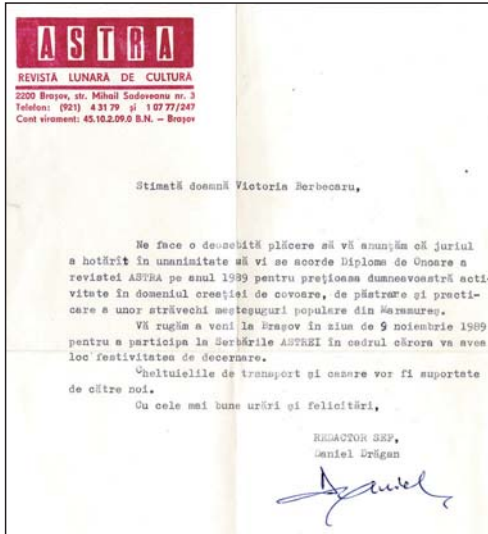 ASTRA
REVISTĂ LUNARĂ DE CULTURĂ
2200 Brașov, str. Mihail Sadoveanu nr. 3
Telefon: (921) 4 31 79 și 1 07 77/247
Cont virament: 45.10.2.09.0 B.N. — Brașov
Stimată doamnă Victoria Berbecaru,
Ne face o deosebită plăcere să vă anunțăm că juriul
a hotărît în unanimitate să vi se acorde Diploma de Onoare a
revistei ASTRA pe anul 1989 pentru prețioasa dumneavoastră acti-
vitate în domeniul creației de covoare, de păstrare și practi-
care a unor străvechi meșteșuguri populare din Maramureș.
Vă rugăm a veni la Brașov în ziua de 9 noiembrie 1989
pentru a participa la Serbările ASTREI în cadrul cărora va avea
loc festivitatea de decernare.
Cheltuielile de transport și cazare vor fi suportate
de către noi.
Cu cele mai bune urări și felicitări,
REDACTOR SEF,
Daniel Drăgan
Daniel